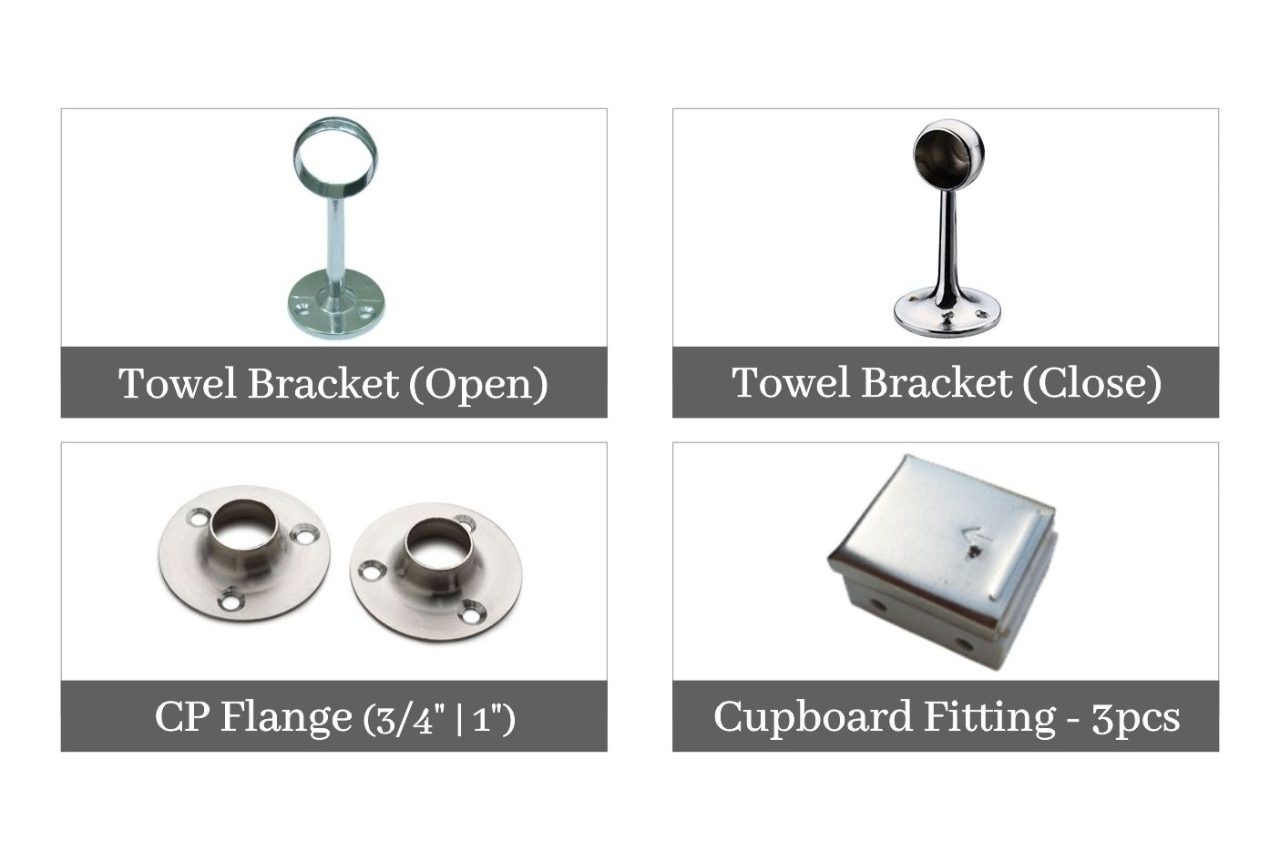 Towel Bracket (Open)
Towel Bracket (Close)
CP Flange (3/4" | 1")
Cupboard Fitting - 3pcs